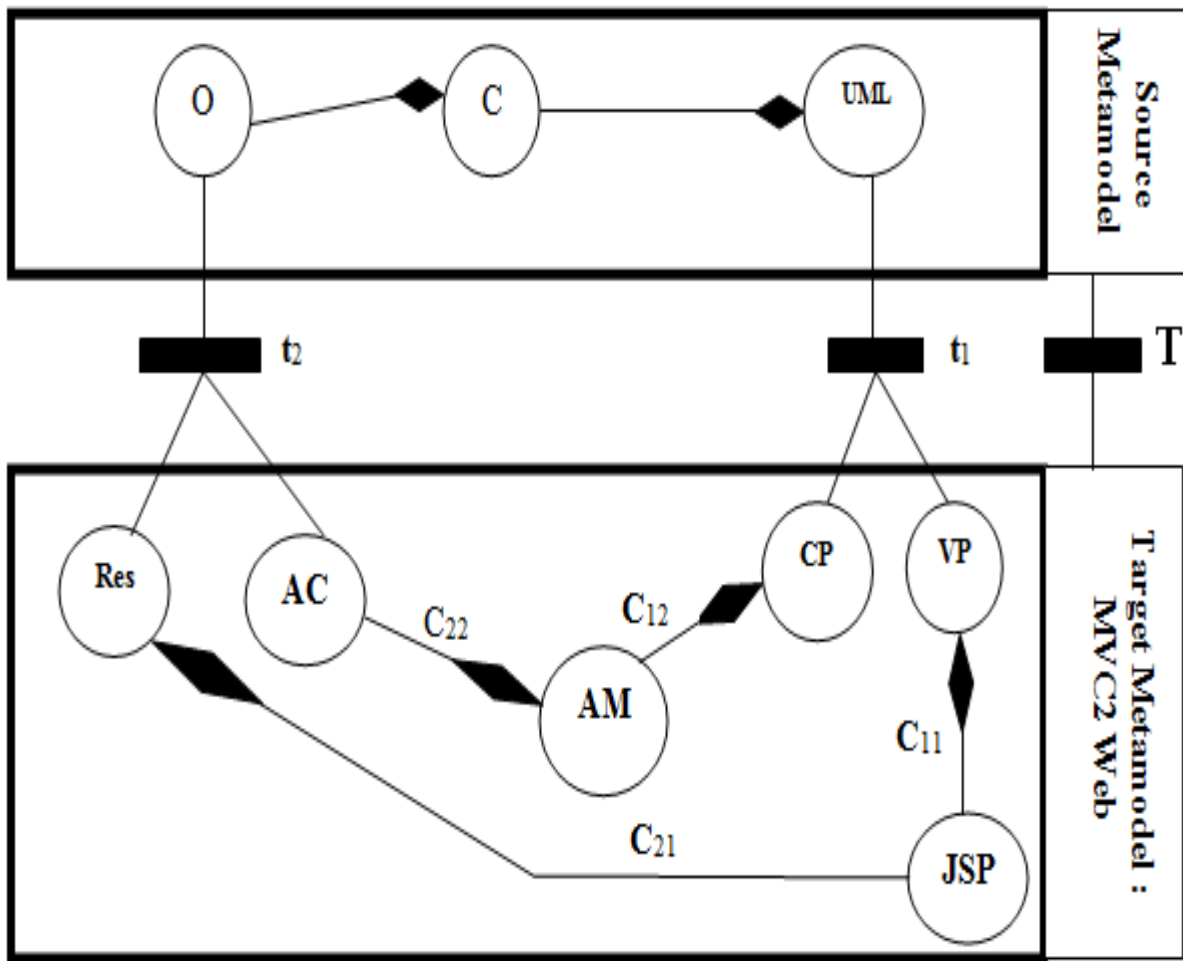 O
C
UML
Source
Metamodel
t2
t1
T
Res
AC
CP
VP
C22
C12
AM
C11
C21
JSP
Target Metamodel :
MVC2 Web